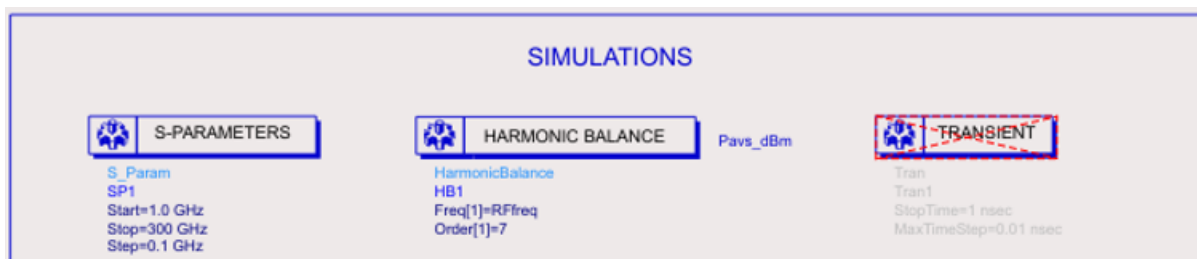 SIMULATIONS
S-PARAMETERS
S_Param
SP1
Start=1.0 GHz
Stop=300 GHz
Step=0.1 GHz
HARMONIC BALANCE
Pavs_dBm
HarmonicBalance
HB1
Freq[1]=RFfreq
Order[1]=7
TRANSIENT
Tran
Tran1
StopTime=1 nsec
MaxTimeStep=0.01 nsec